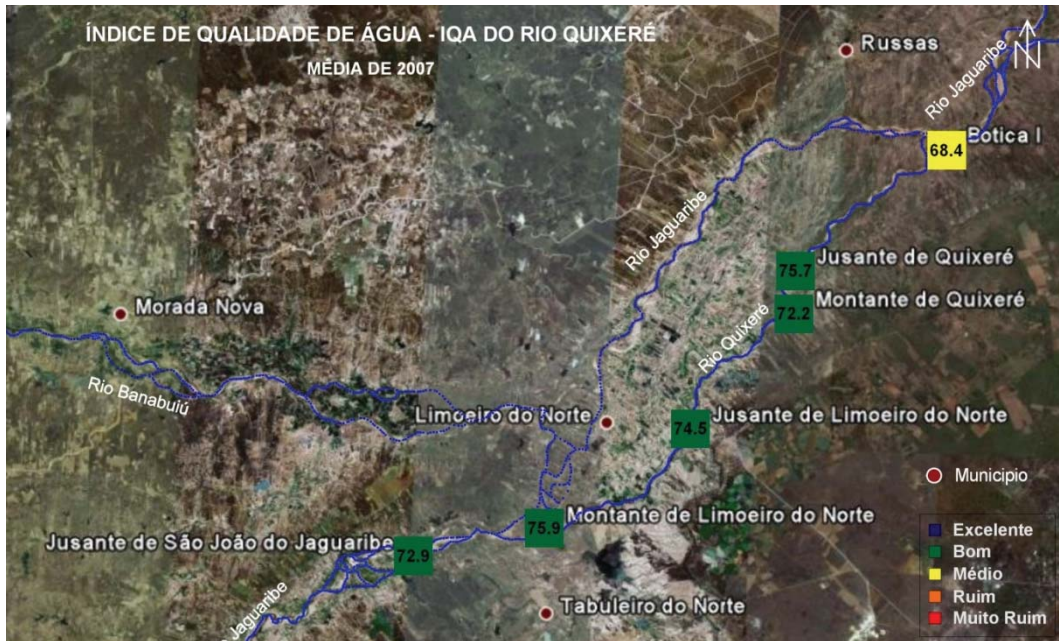 ÍNDICE DE QUALIDADE DE ÁGUA - IQA DO RIO QUIXERÉ
MÉDIA DE 2007
Russas
N
Rio Jaguaribe
Botica I
68.4
Rio Jaguaribe
Jusante de Quixeré
75.7
Montante de Quixeré
72.2
Morada Nova
Rio Quixeré
Rio Banabuiú
Limoeiro do Norte
Jusante de Limoeiro do Norte
74.5
Municipio
Montante de Limoeiro do Norte
75.9
Jusante de São João do Jaguaribe
72.9
Excelente
Bom
Médio
Ruim
Muito Ruim
Tabuleiro do Norte
Rio Jaguaribe